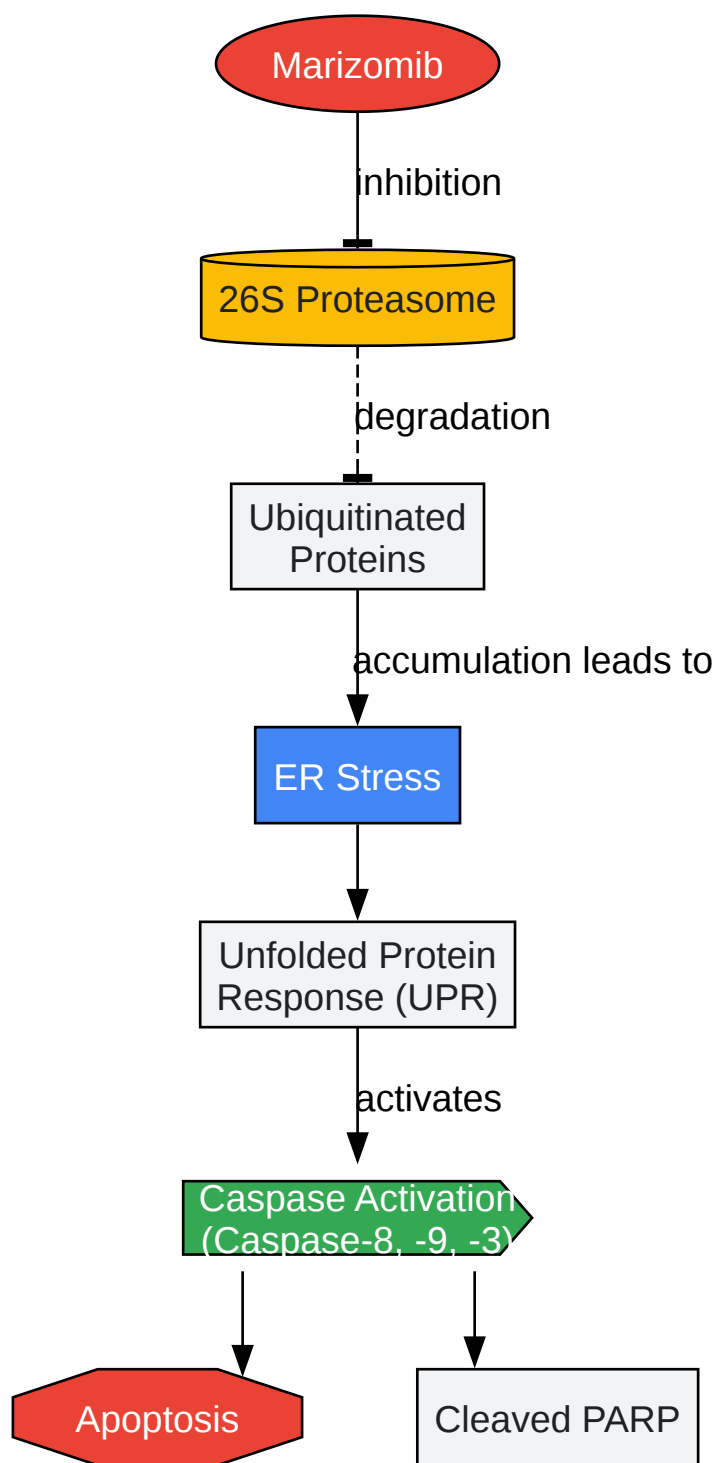 Marizomib
inhibition
26S Proteasome
degradation
Ubiquitinated
Proteins
accumulation leads to
ER Stress
Unfolded Protein
Response (UPR)
activates
Caspase Activation
(Caspase-8, -9, -3)
Apoptosis
Cleaved PARP